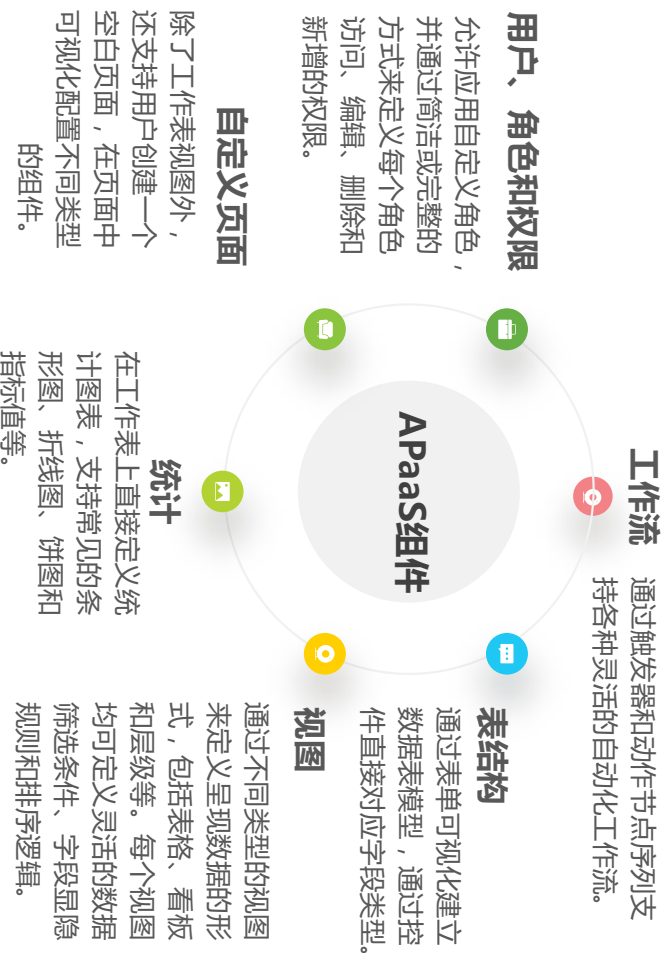 工作流
通过触发器和动作节点序列支
持各种灵活的自动化工作流。
用户、角色和权限
允许应用自定义角色，
并通过简洁或完整的
方式来定义每个角色
访问、编辑、删除和
新增的权限。
表结构
通过表单可视化建立
数据表模型，通过控
件直接对应字段类型。
APaaS组件
自定义页面
除了工作表视图外，
还支持用户创建一个
空白页面，在页面中
可视化配置不同类型
的组件。
视图
通过不同类型的视图
来定义呈现数据的形
式，包括表格、看板
和层级等。每个视图
均可定义灵活的数据
筛选条件、字段显隐
规则和排序逻辑。
统计
在工作表上直接定义统
计图表，支持常见的条
形图、折线图、饼图和
指标值等。